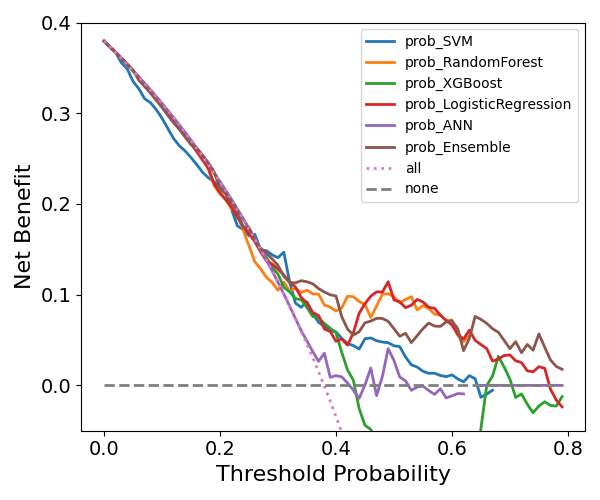 0.4
0.3
0.2
0.1
0.0
Net Benefit
prob_SVM
prob_RandomForest
prob_XGBoost
prob_LogisticRegression
prob_ANN
prob_Ensemble
all
none
0.0 0.2 0.4 0.6 0.8
Threshold Probability